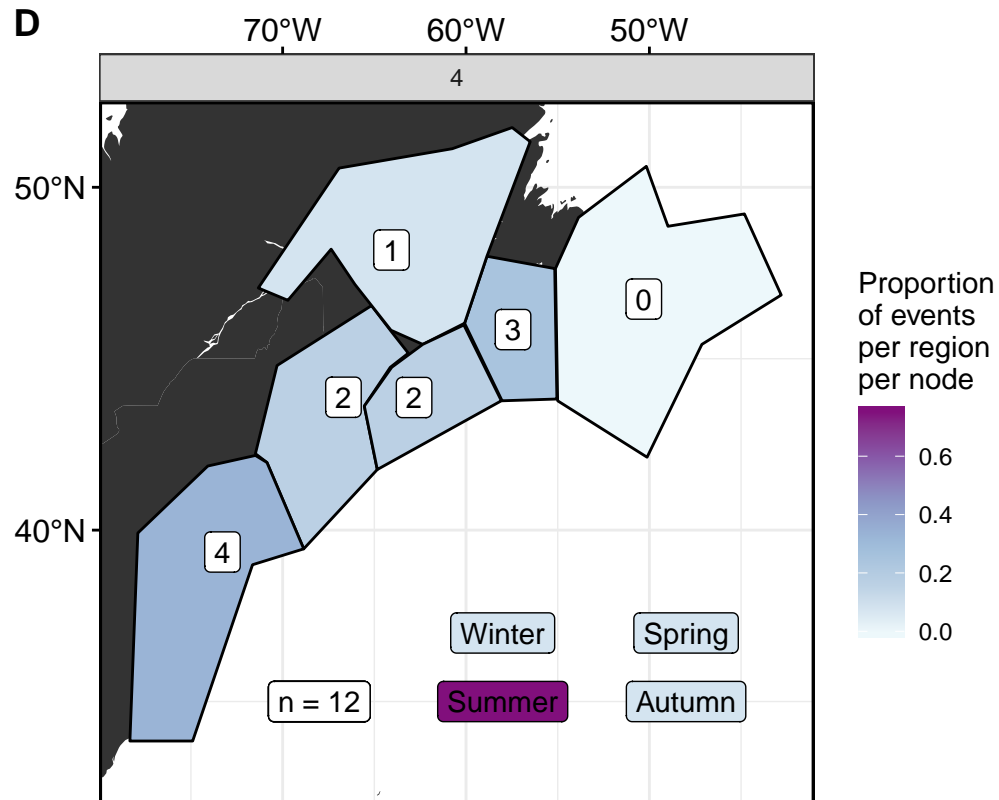 D
70°W 60°W 50°W
4
50°N
40°N
1
0
3
2 2
4
Winter Spring
n = 12 Summer Autumn
Proportion
of events
per region
per node
0.6
0.4
0.2
0.0